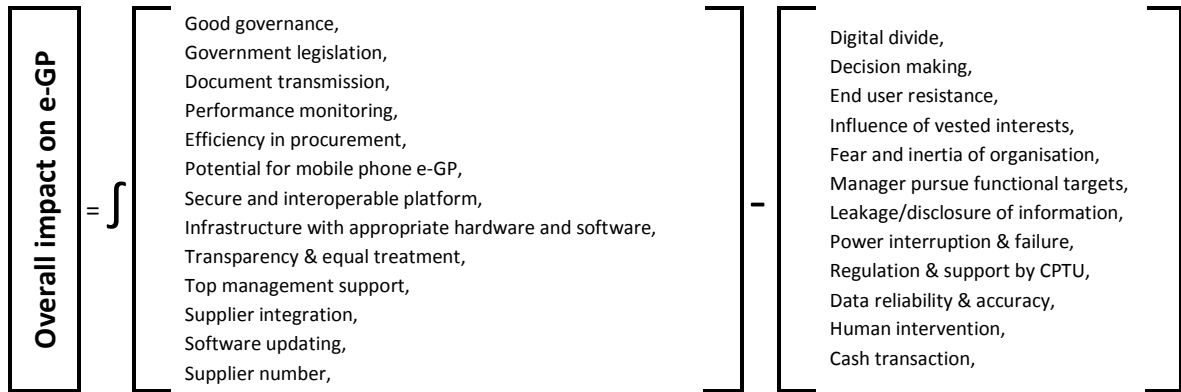 Overall impact on e-GP
= ∫
Good governance,
Government legislation,
Document transmission,
Performance monitoring,
Efficiency in procurement,
Potential for mobile phone e-GP,
Secure and interoperable platform,
Infrastructure with appropriate hardware and software,
Transparency & equal treatment,
Top management support,
Supplier integration,
Software updating,
Supplier number,
-
Digital divide,
Decision making,
End user resistance,
Influence of vested interests,
Fear and inertia of organisation,
Manager pursue functional targets,
Leakage/disclosure of information,
Power interruption & failure,
Regulation & support by CPTU,
Data reliability & accuracy,
Human intervention,
Cash transaction,